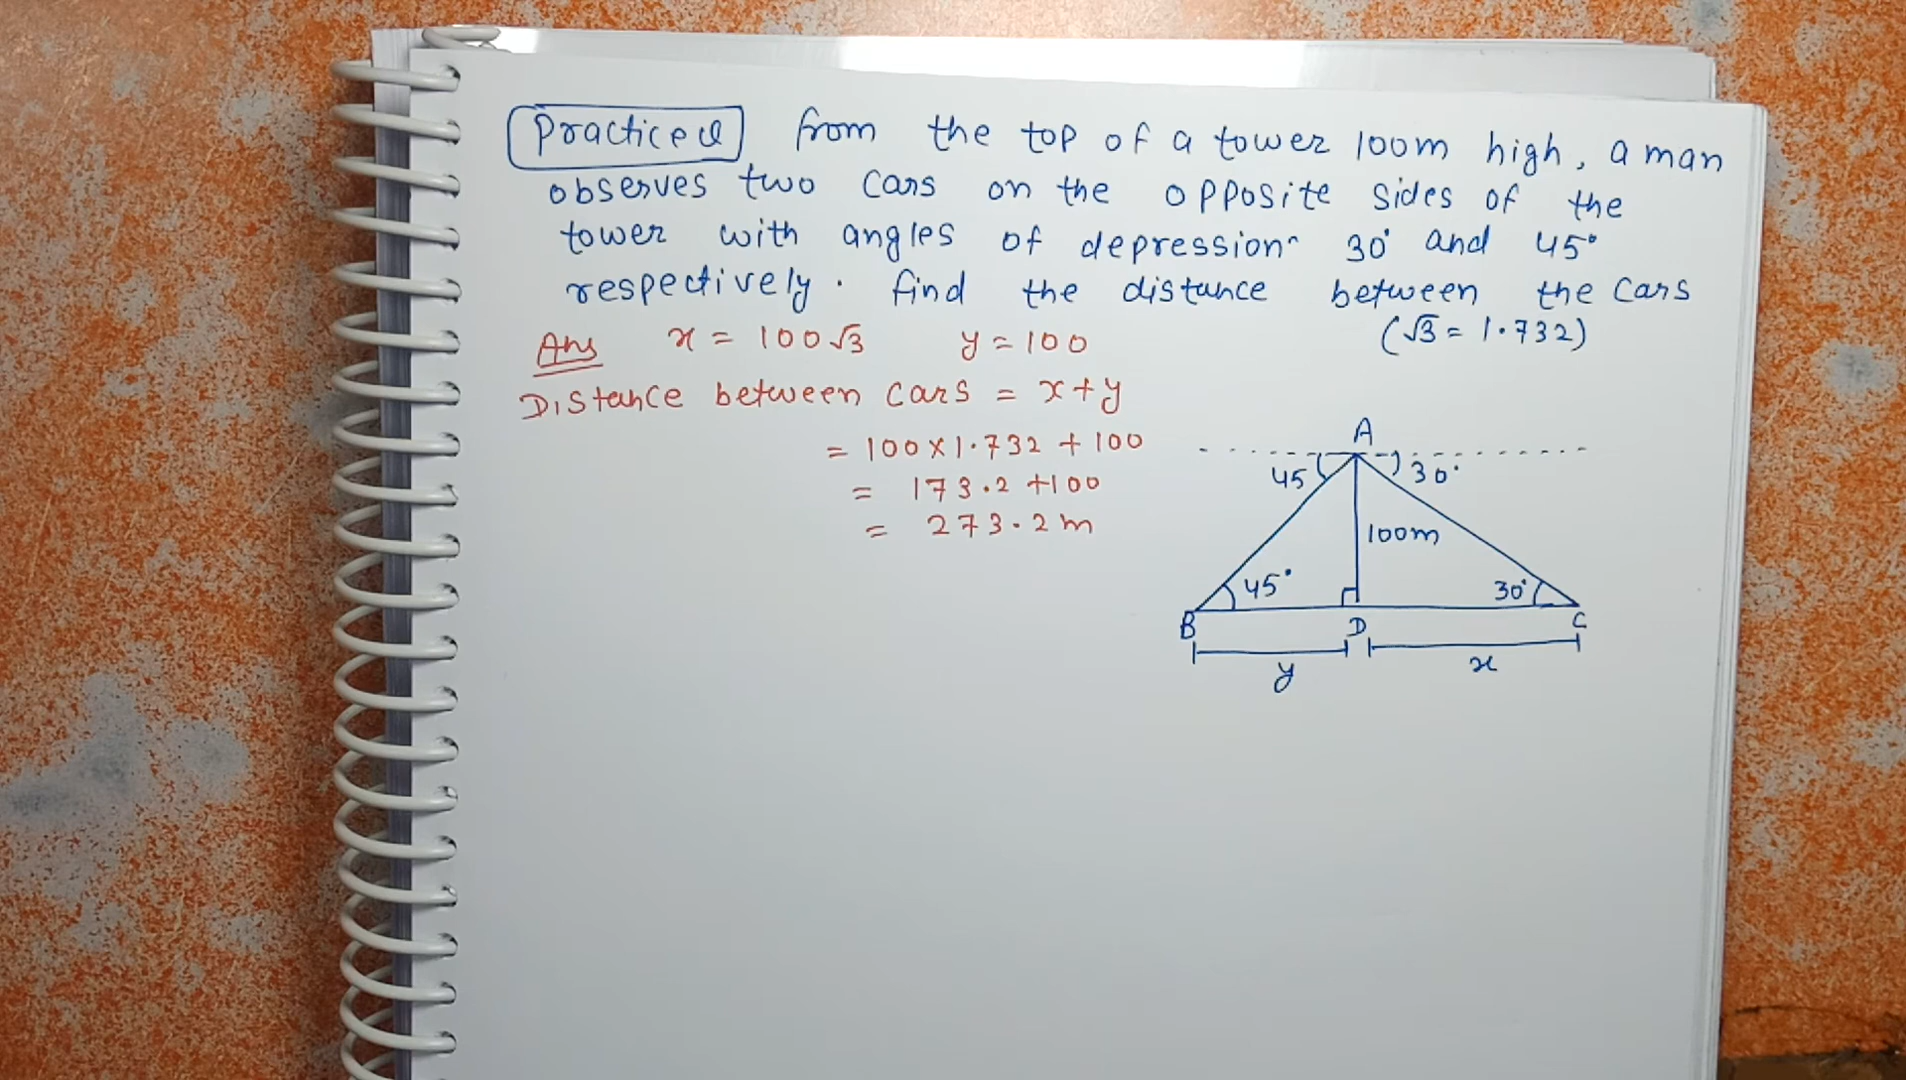 Practice Q from the top of a tower 100m high, a man
observes two cars on the opposite sides of the
tower with angles of depression 30° and 45°
respectively. find the distance between the cars
(√3 = 1.732)
Ans x = 100√3 y = 100
Distance between cars = x+y
= 100×1.732 + 100
= 173.2 +100
= 273.2m
A
45 30°
100m
45° 30°
B D C
y x